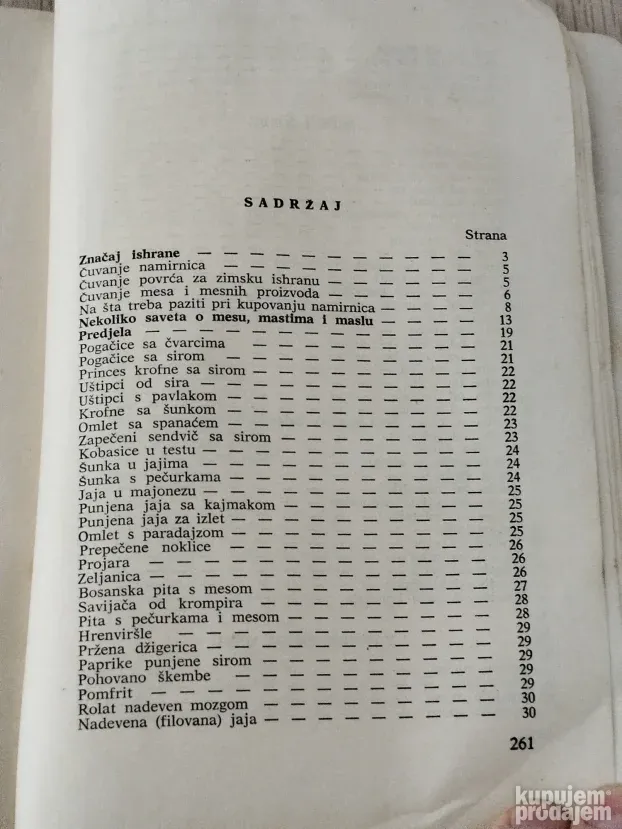 SADRŽAJ
Strana
Značaj ishrane — — — — — — — — — — 3
Čuvanje namirnica — — — — — — — — — 5
Čuvanje povrća za zimsku ishranu — — — — — 5
Čuvanje mesa i mesnih proizvoda — — — — — 6
Na šta treba paziti pri kupovanju namirnica — — — 8
Nekoliko saveta o mesu, mastima i maslu — — — — 13
Predjela — — — — — — — — — — — — 19
Pogačice sa čvarcima — — — — — — — — 21
Pogačice sa sirom — — — — — — — — — 21
Princes krofne sa sirom — — — — — — — 22
Uštipci od sira — — — — — — — — — — 22
Uštipci s pavlakom — — — — — — — — — 22
Krofne sa šunkom — — — — — — — — — 22
Omlet sa spanaćem — — — — — — — — — 23
Zapečeni sendvič sa sirom — — — — — — — 23
Kobasice u testu — — — — — — — — — 24
Šunka u jajima — — — — — — — — — — 24
Šunka s pečurkama — — — — — — — — — 24
Jaja u majonezu — — — — — — — — — — 25
Punjena jaja sa kajmakom — — — — — — — 25
Punjena jaja za izlet — — — — — — — — 25
Omlet s paradajzom — — — — — — — — 25
Prepečene noklice — — — — — — — — — 26
Projara — — — — — — — — — — — — 26
Zeljanica — — — — — — — — — — — — 26
Bosanska pita s mesom — — — — — — — — 27
Savijača od krompira — — — — — — — — 28
Pita s pečurkama i mesom — — — — — — — 28
Hrenviršle — — — — — — — — — — — 29
Pržena džigerica — — — — — — — — — 29
Paprike punjene sirom — — — — — — — — 29
Pohovano škembe — — — — — — — — — 29
Pomfrit — — — — — — — — — — — — 29
Rolat nadeven mozgom — — — — — — — — 30
Nadevena (filovana) jaja — — — — — — — 30
261
kupujem
prodajem